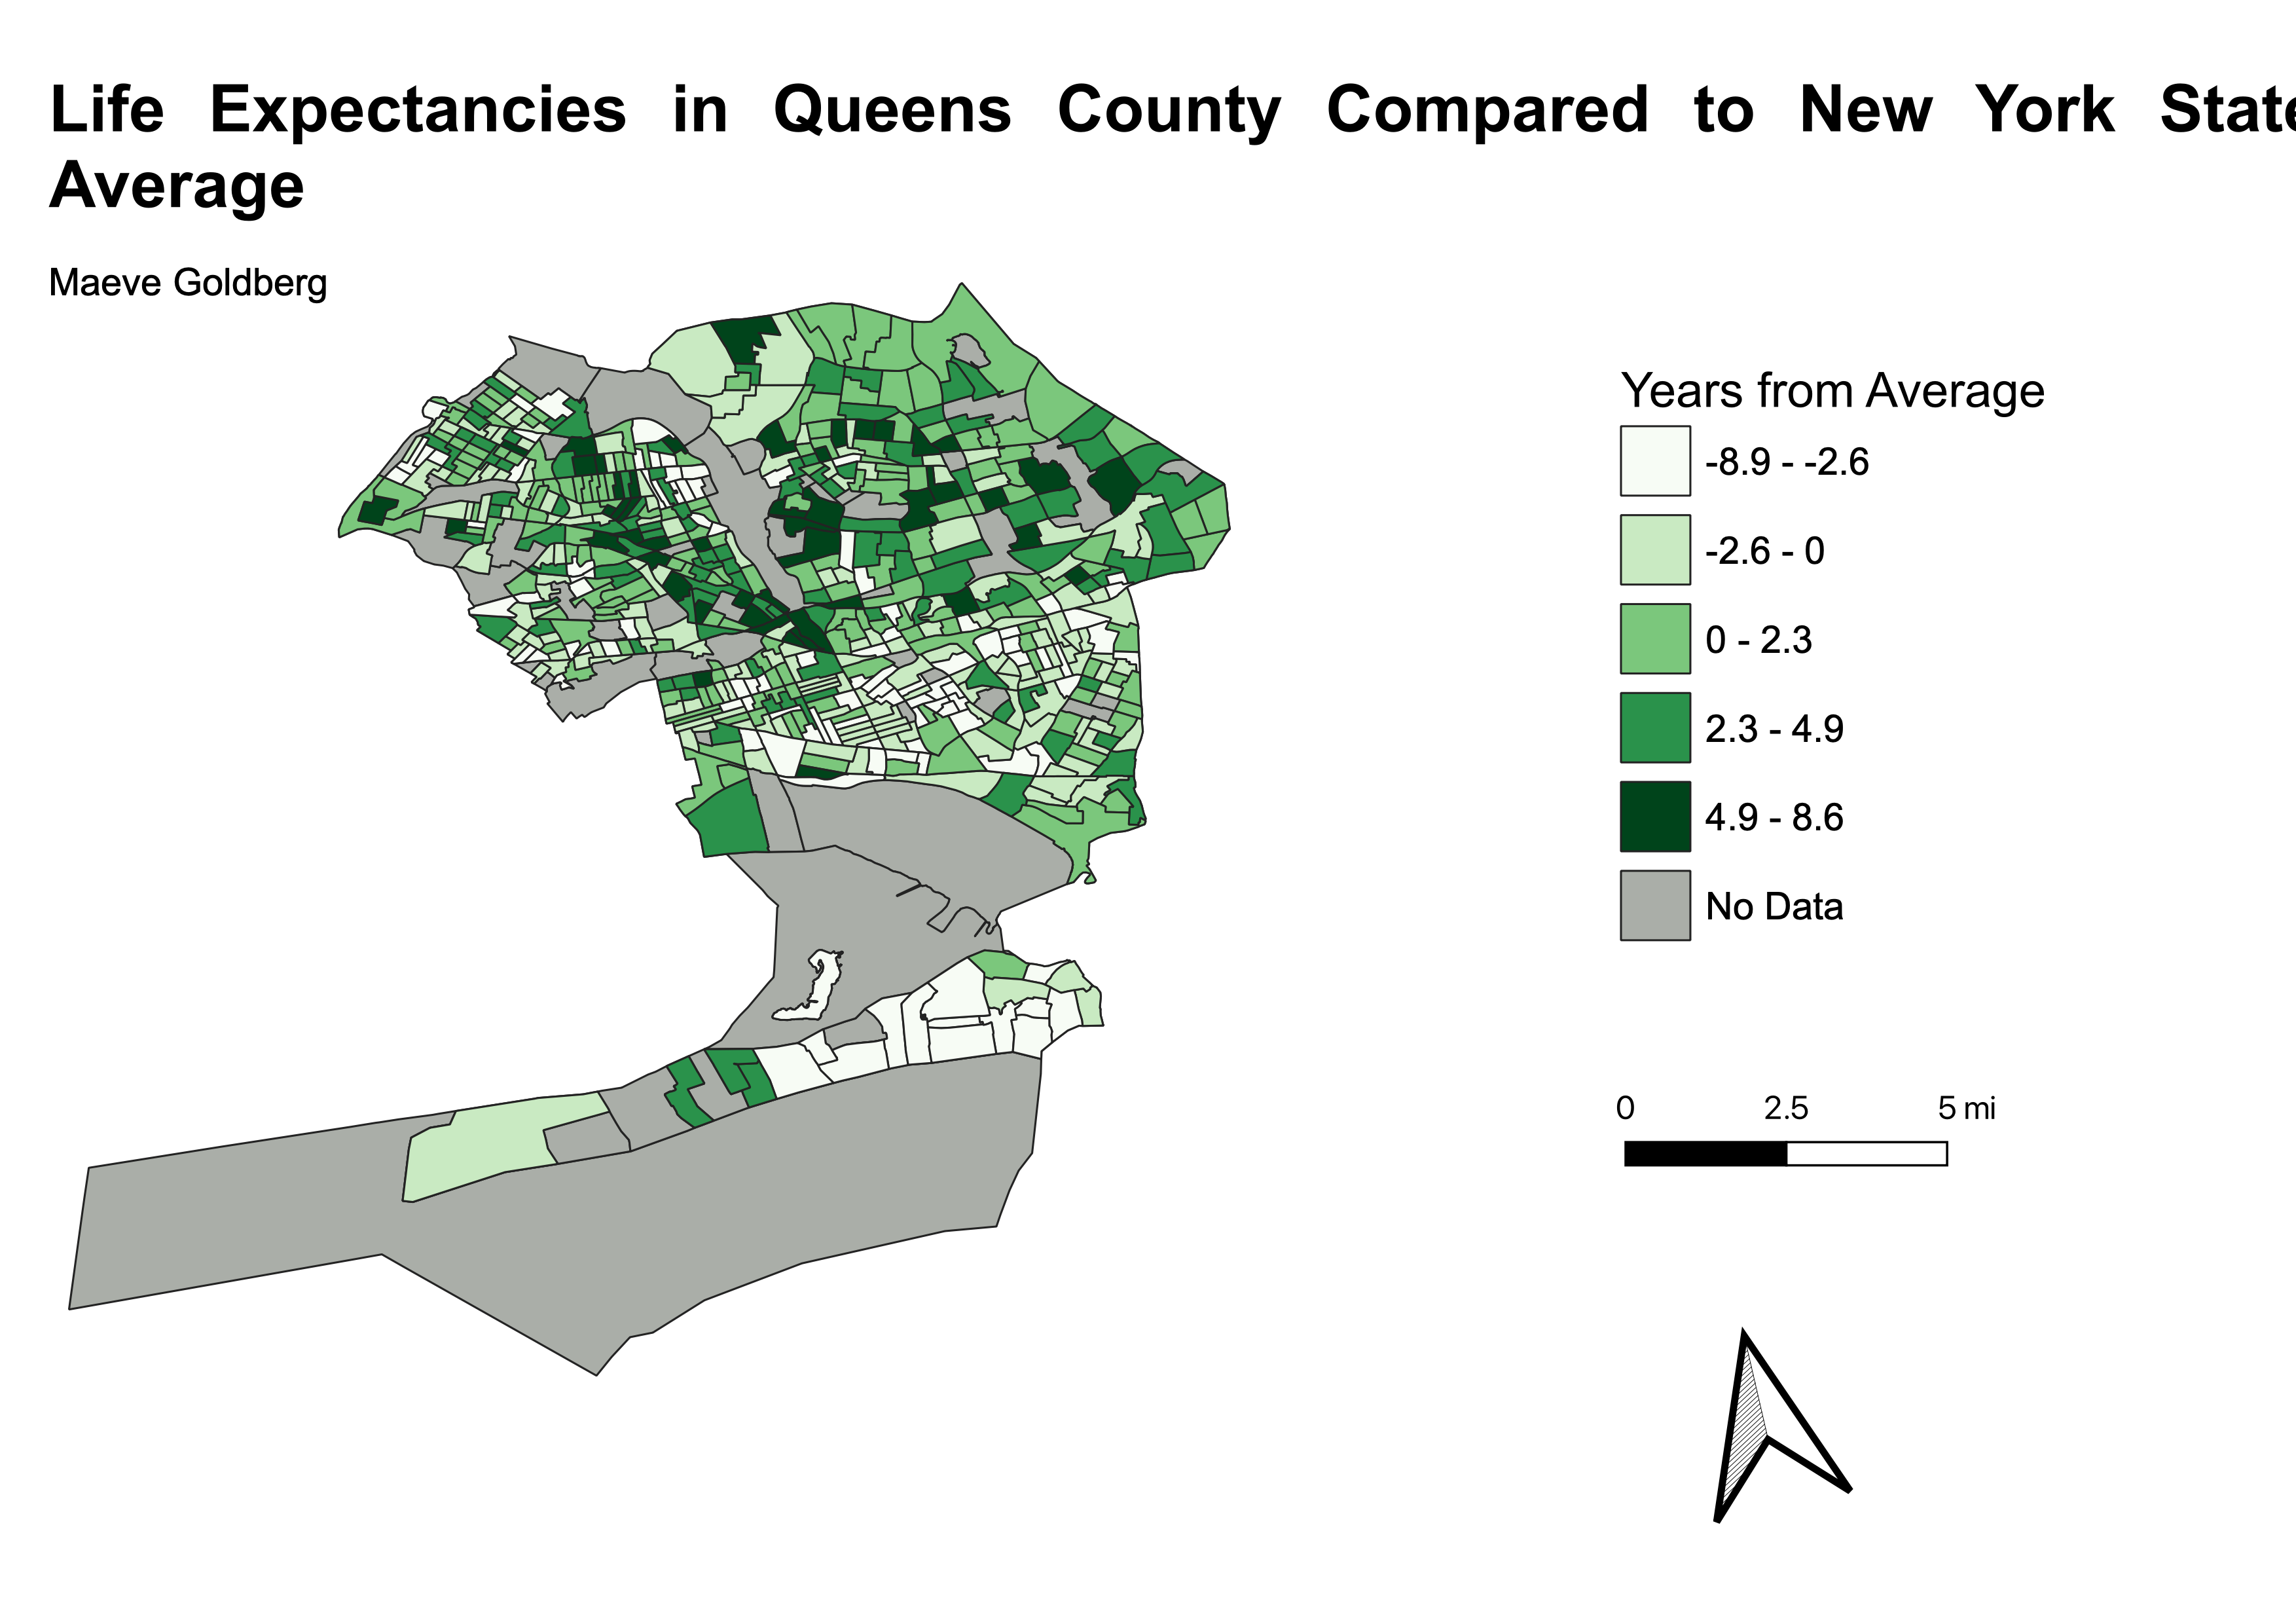 Life Expectancies in Queens County Compared to New York State
Average
Maeve Goldberg
Years from Average
-8.9 - -2.6
-2.6 - 0
0 - 2.3
2.3 - 4.9
4.9 - 8.6
No Data
0 2.5 5 mi